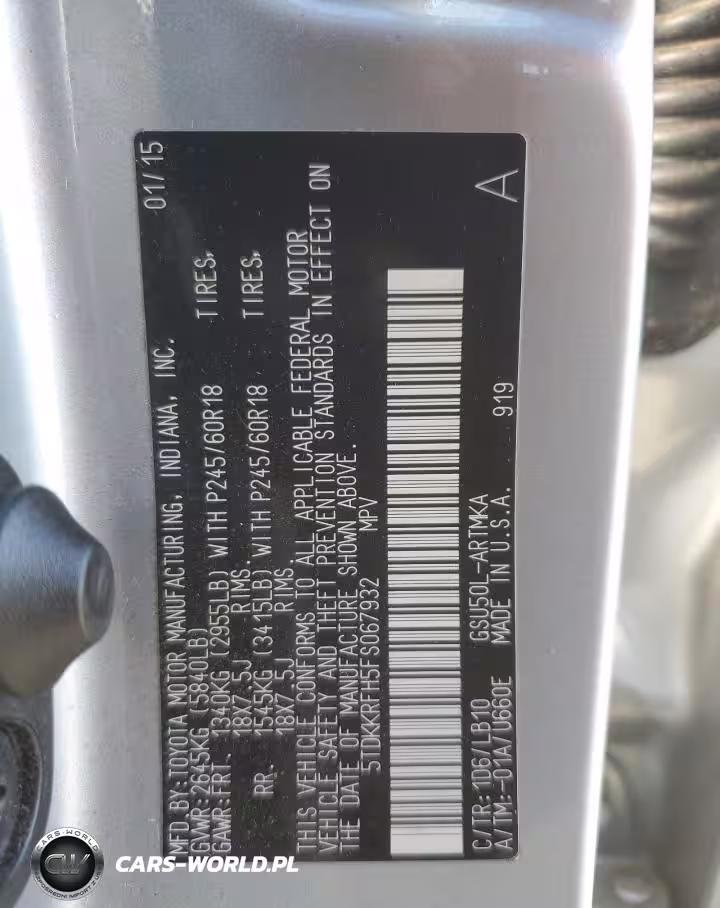 MFD.BY:TOYOTA MOTOR MANUFACTURING, INDIANA, INC. 01/15
GVWR:2645KG (5840LB)
GAWR:FRT 1340KG (2955LB) WITH P245/60R18 TIRES,
18X7.5J RIMS.
RR. 1545KG (3415LB) WITH P245/60R18 TIRES,
18X7.5J RIMS.
THIS VEHICLE CONFORMS TO ALL APPLICABLE FEDERAL MOTOR
VEHICLE SAFETY AND THEFT PREVENTION STANDARDS IN EFFECT ON
THE DATE OF MANUFACTURE SHOWN ABOVE.
5TDKKRFH5FS067932 MPV
C/TR:1D6/LB10 GSU50L-ARTMKA 919 A
A/TM:-01A/U660E MADE IN U.S.A.
CARS-WORLD
CW
CARS-WORLD.PL